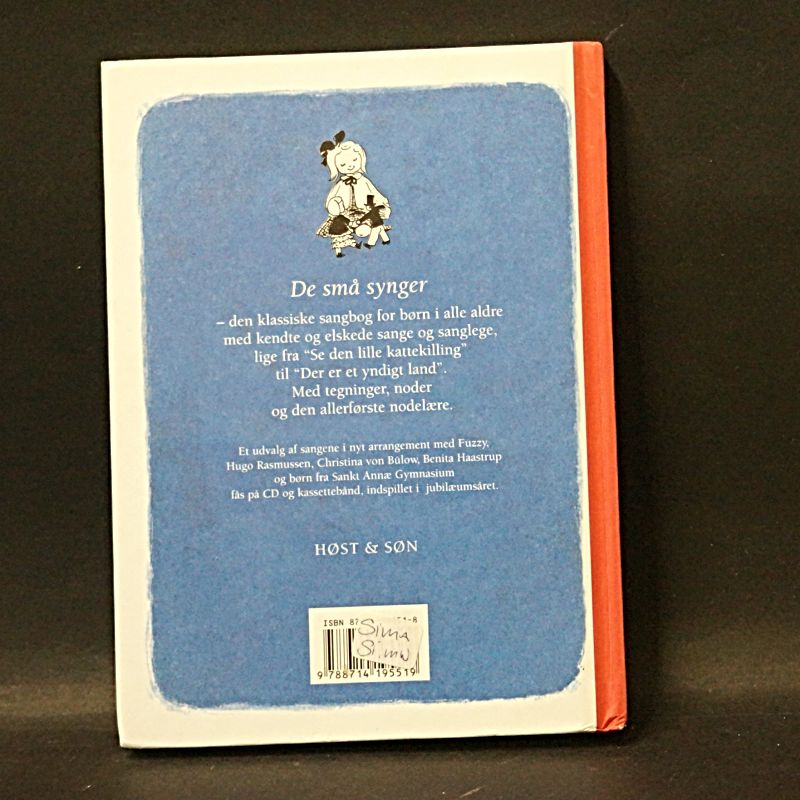 De små synger
– den klassiske sangbog for børn i alle aldre
med kendte og elskede sange og sanglege,
lige fra "Se den lille kattekilling"
til "Der er et yndigt land".
Med tegninger, noder
og den allerførste nodelære.
Et udvalg af sangene i nyt arrangement med Fuzzy,
Hugo Rasmussen, Christina von Bülow, Benita Haastrup
og børn fra Sankt Annæ Gymnasium
fås på CD og kassettebånd, indspillet i jubilæumsåret.
HØST & SØN
ISBN 87
Sima
9 788714 195519